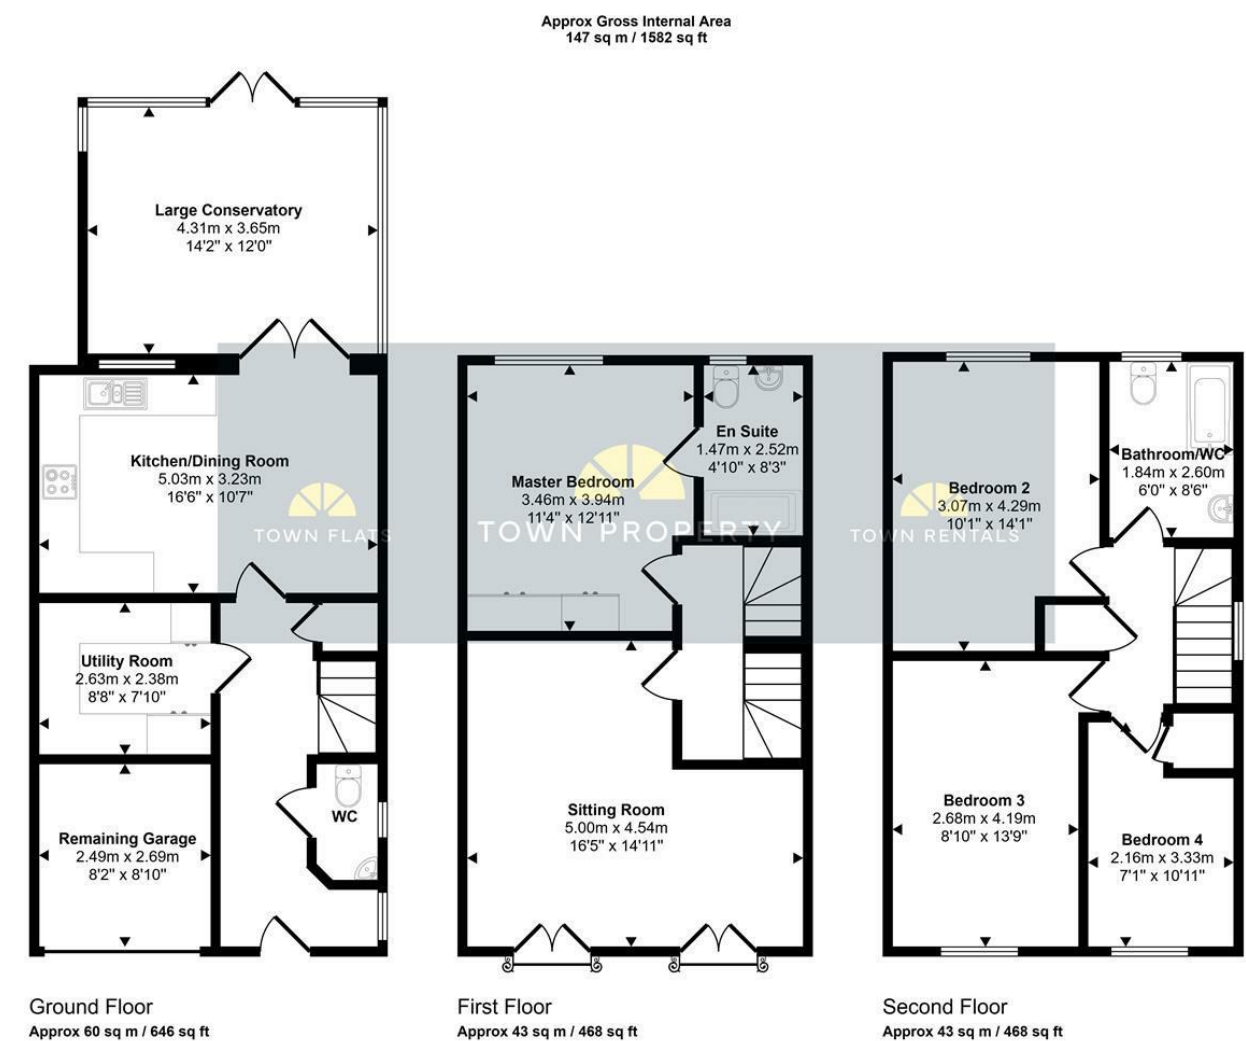 Approx Gross Internal Area
147 sq m / 1582 sq ft
Large Conservatory
4.31m x 3.65m
14'2" x 12'0"
Kitchen/Dining Room
5.03m x 3.23m
16'6" x 10'7"
TOWN FLATS
Utility Room
2.63m x 2.38m
8'8" x 7'10"
WC
Remaining Garage
2.49m x 2.69m
8'2" x 8'10"
Ground Floor
Approx 60 sq m / 646 sq ft
En Suite
1.47m x 2.52m
4'10" x 8'3"
Master Bedroom
3.46m x 3.94m
11'4" x 12'11"
TOWN PROPERTY
Sitting Room
5.00m x 4.54m
16'5" x 14'11"
First Floor
Approx 43 sq m / 468 sq ft
Bathroom/WC
1.84m x 2.60m
6'0" x 8'6"
Bedroom 2
3.07m x 4.29m
10'1" x 14'1"
TOWN RENTALS
Bedroom 3
2.68m x 4.19m
8'10" x 13'9"
Bedroom 4
2.16m x 3.33m
7'1" x 10'11"
Second Floor
Approx 43 sq m / 468 sq ft